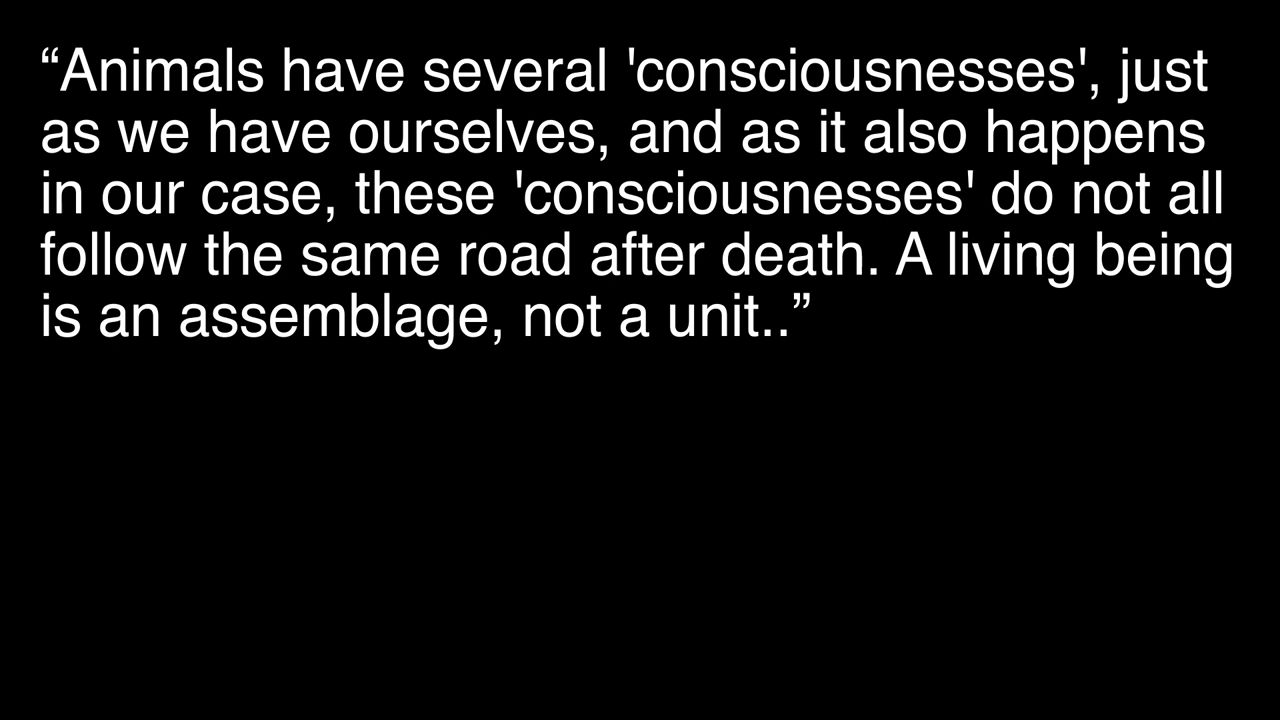 “Animals have several 'consciousnesses', just
as we have ourselves, and as it also happens
in our case, these 'consciousnesses' do not all
follow the same road after death. A living being
is an assemblage, not a unit..”